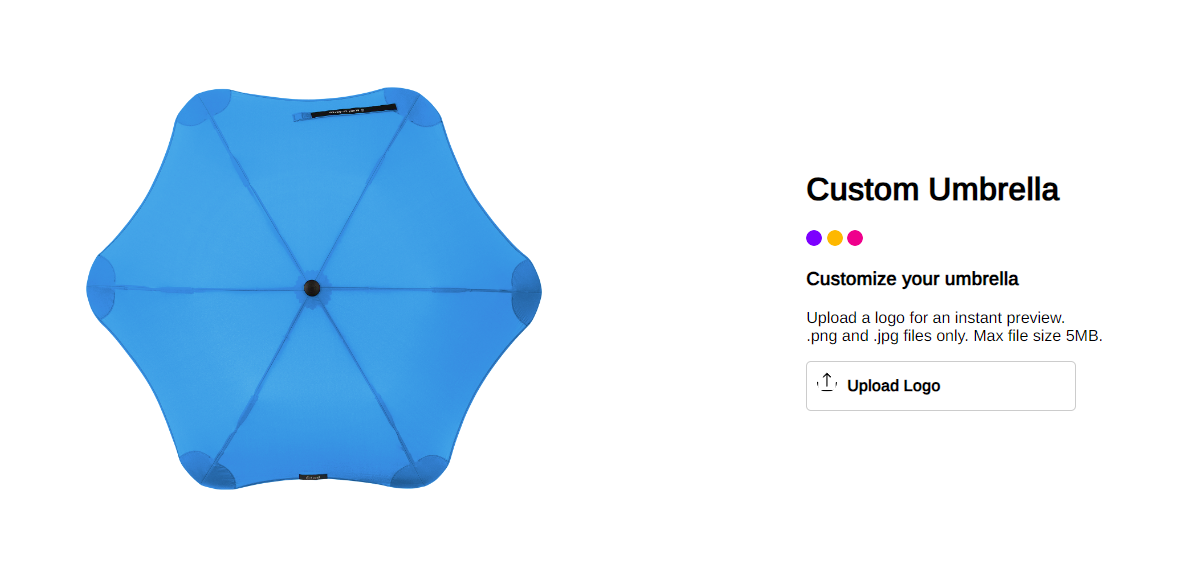 Custom Umbrella
Customize your umbrella
Upload a logo for an instant preview.
.png and .jpg files only. Max file size 5MB.
Upload Logo